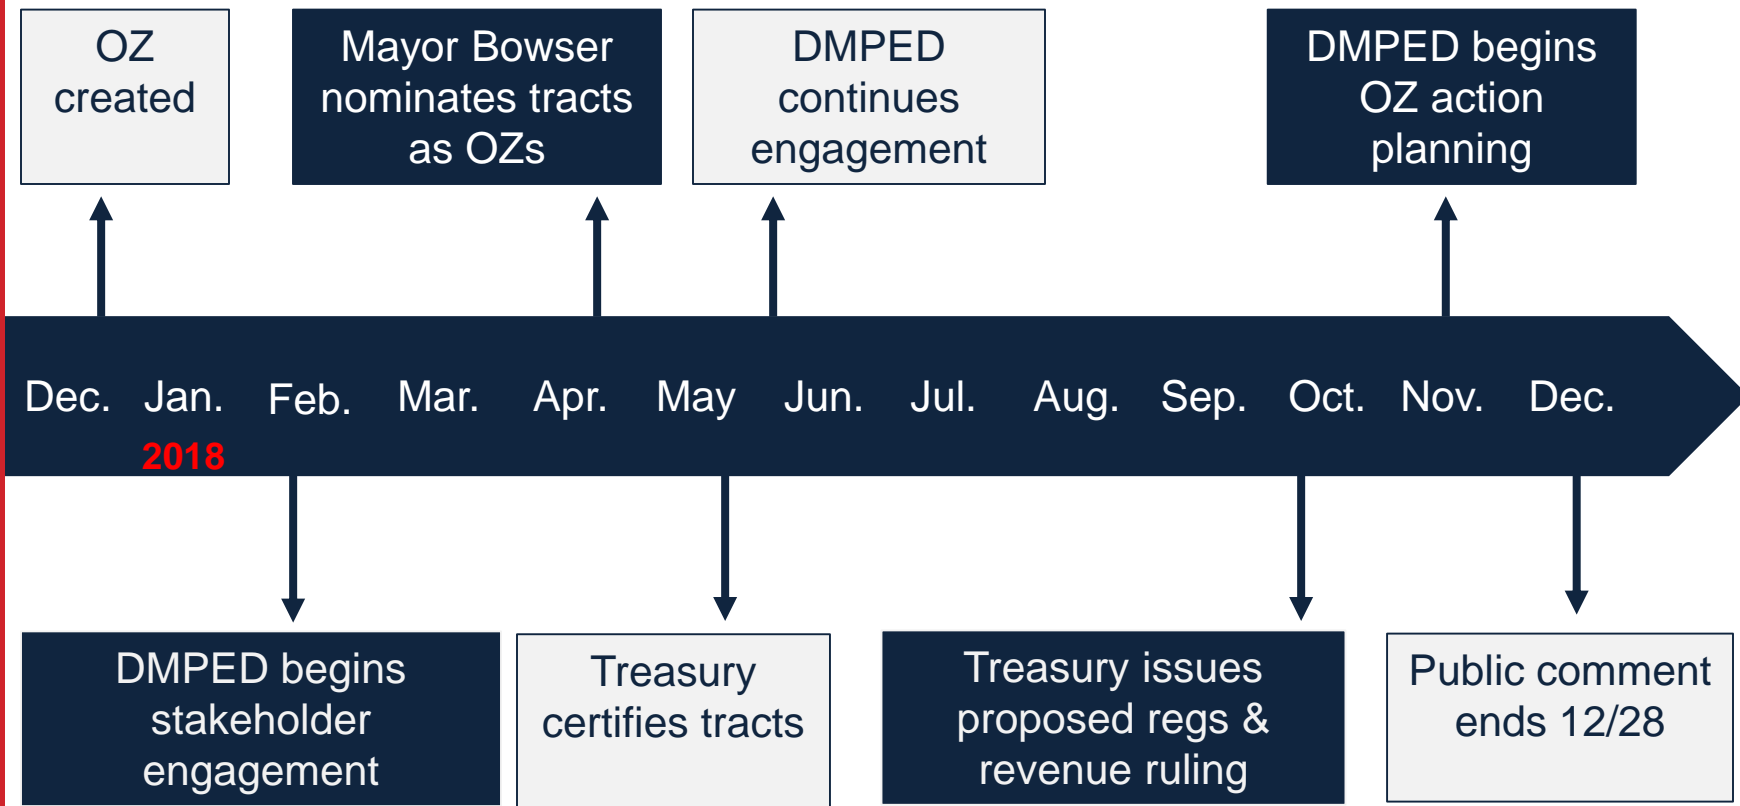 OZ
created
Mayor Bowser
nominates tracts
as OZs
DMPED
continues
engagement
DMPED begins
OZ action
planning
Dec. Jan. Feb. Mar. Apr. May Jun. Jul. Aug. Sep. Oct. Nov. Dec.
2018
DMPED begins
stakeholder
engagement
Treasury
certifies tracts
Treasury issues
proposed regs &
revenue ruling
Public comment
ends 12/28